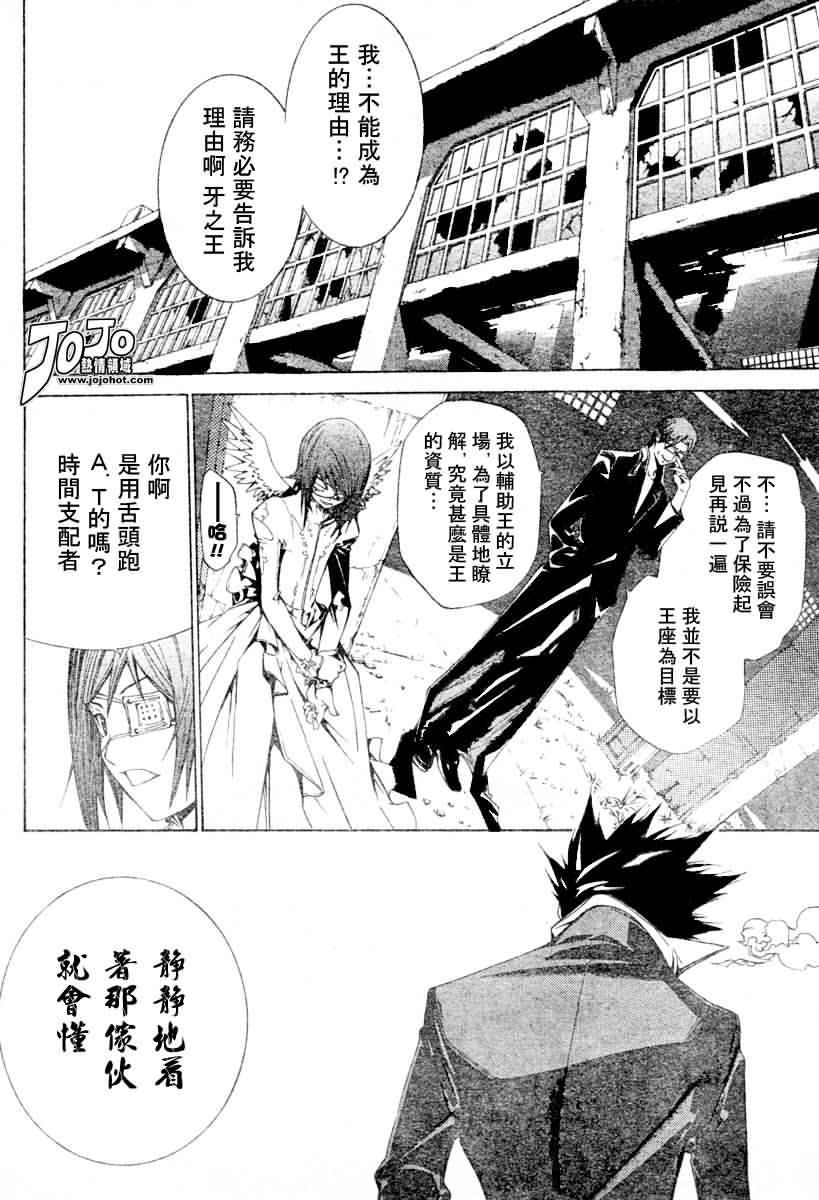 我…不能成為
王的理由…!?
請務必要告訴我
理由啊 牙之王
JOJO
熱情領域
www.jojohot.com
不…請不要誤會
不過為了保險起
見再説一遍
我並不是要以
王座為目標
我以輔助王的立
場,為了具體地瞭
解,究竟甚麼是王
的資質…
——哈!!
你啊
是用舌頭跑
A.T的嗎?
時間支配者
靜靜地看
著那傢伙
就會懂